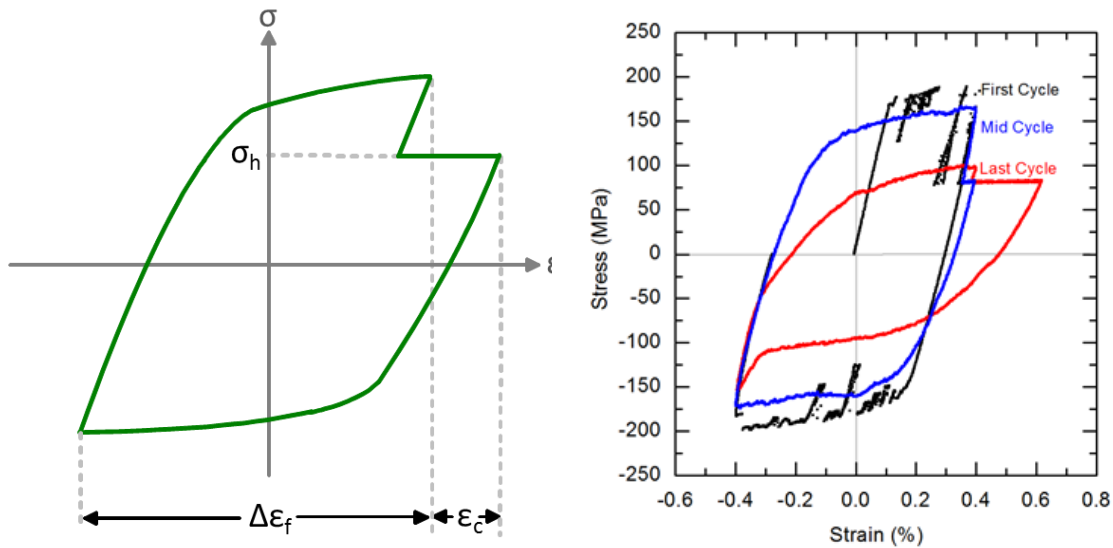 σ
σh
ε
Δεf
εc
250
200
150
100
50
0
-50
-100
-150
-200
-250
Stress (MPa)
First Cycle
Mid Cycle
Last Cycle
-0.6 -0.4 -0.2 0.0 0.2 0.4 0.6 0.8
Strain (%)